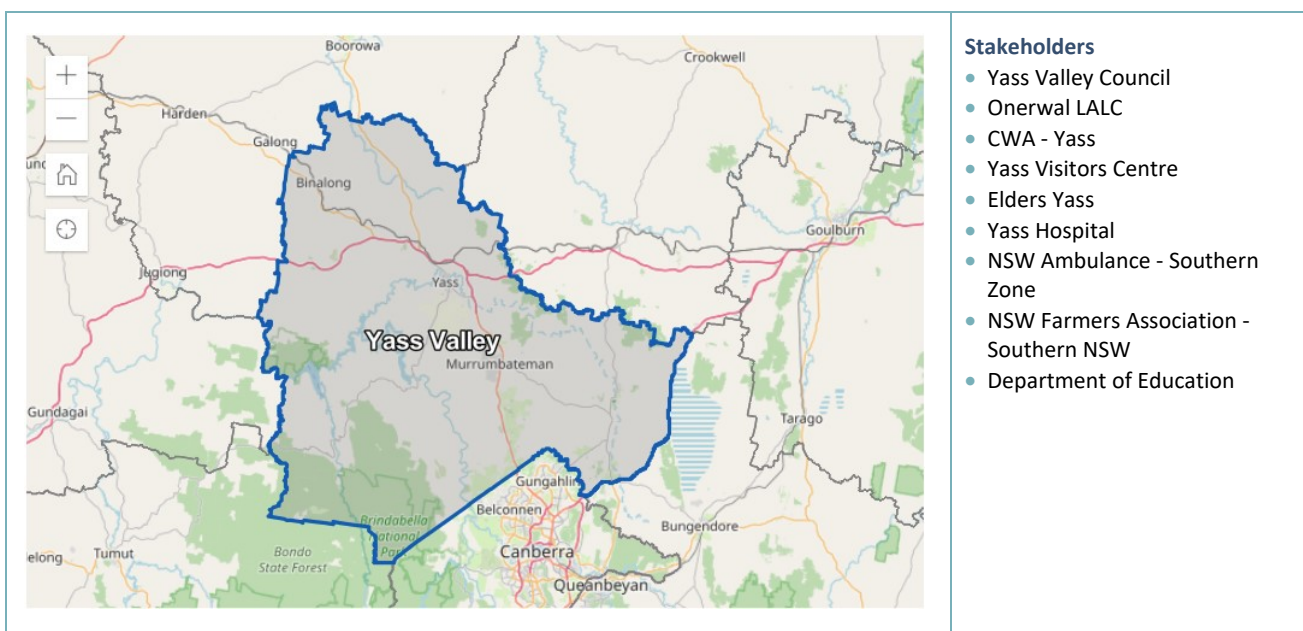 Boorowa
Crookwell
Harden
Galong
Binalong
Goulburn
Jugiong
Yass
Yass Valley
Murrumbateman
Gundagai
Tarago
Gungahlin
Belconnen
Bungendore
Brindabella
National
Park
Canberra
Tumut
Bondo
State Forest
Queanbeyan
Stakeholders
• Yass Valley Council
• Onerwal LALC
• CWA - Yass
• Yass Visitors Centre
• Elders Yass
• Yass Hospital
• NSW Ambulance - Southern
Zone
• NSW Farmers Association -
Southern NSW
• Department of Education